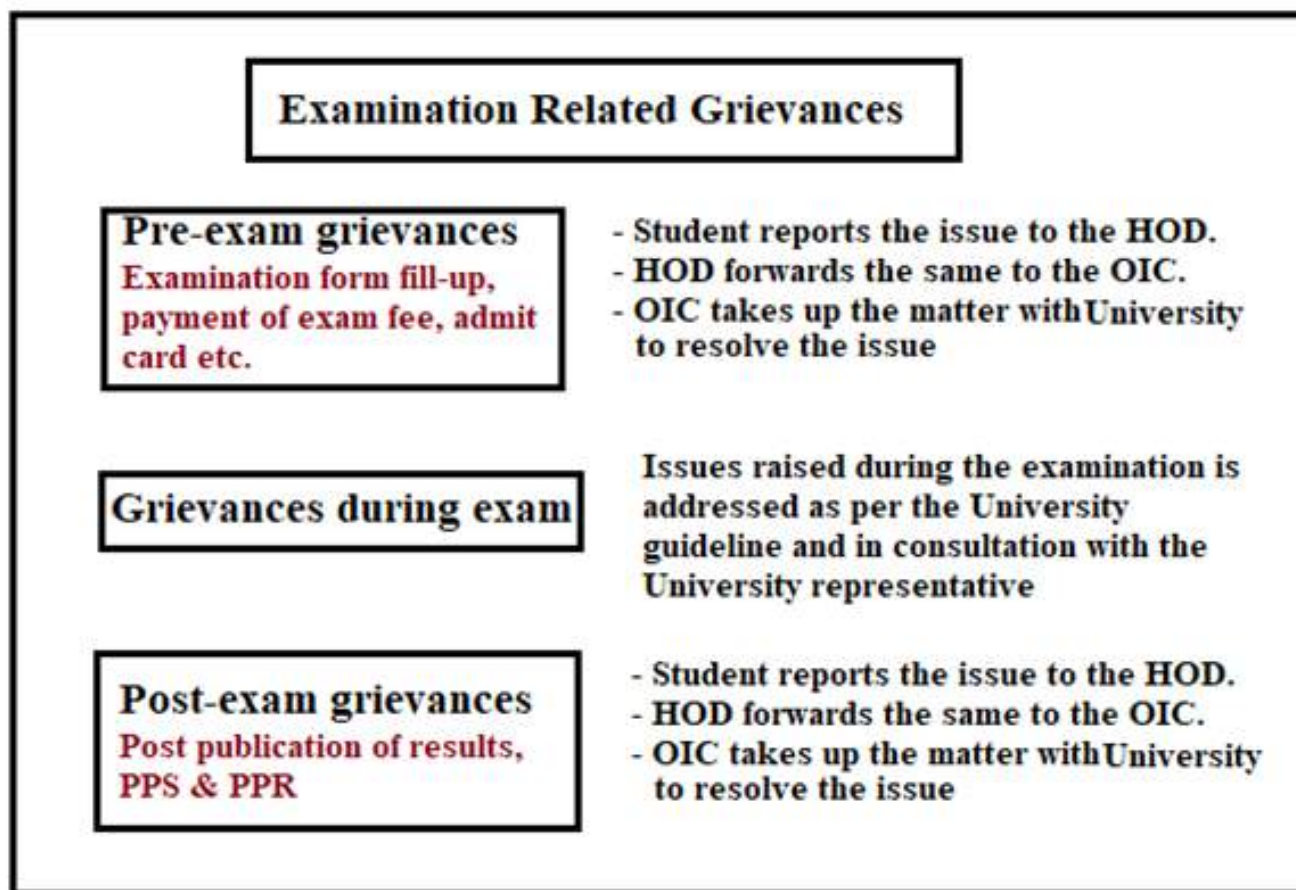 Examination Related Grievances
Pre-exam grievances
Examination form fill-up,
payment of exam fee, admit
card etc.
- Student reports the issue to the HOD.
- HOD forwards the same to the OIC.
- OIC takes up the matter with University
to resolve the issue
Grievances during exam
Issues raised during the examination is
addressed as per the University
guideline and in consultation with the
University representative
Post-exam grievances
Post publication of results,
PPS & PPR
- Student reports the issue to the HOD.
- HOD forwards the same to the OIC.
- OIC takes up the matter with University
to resolve the issue